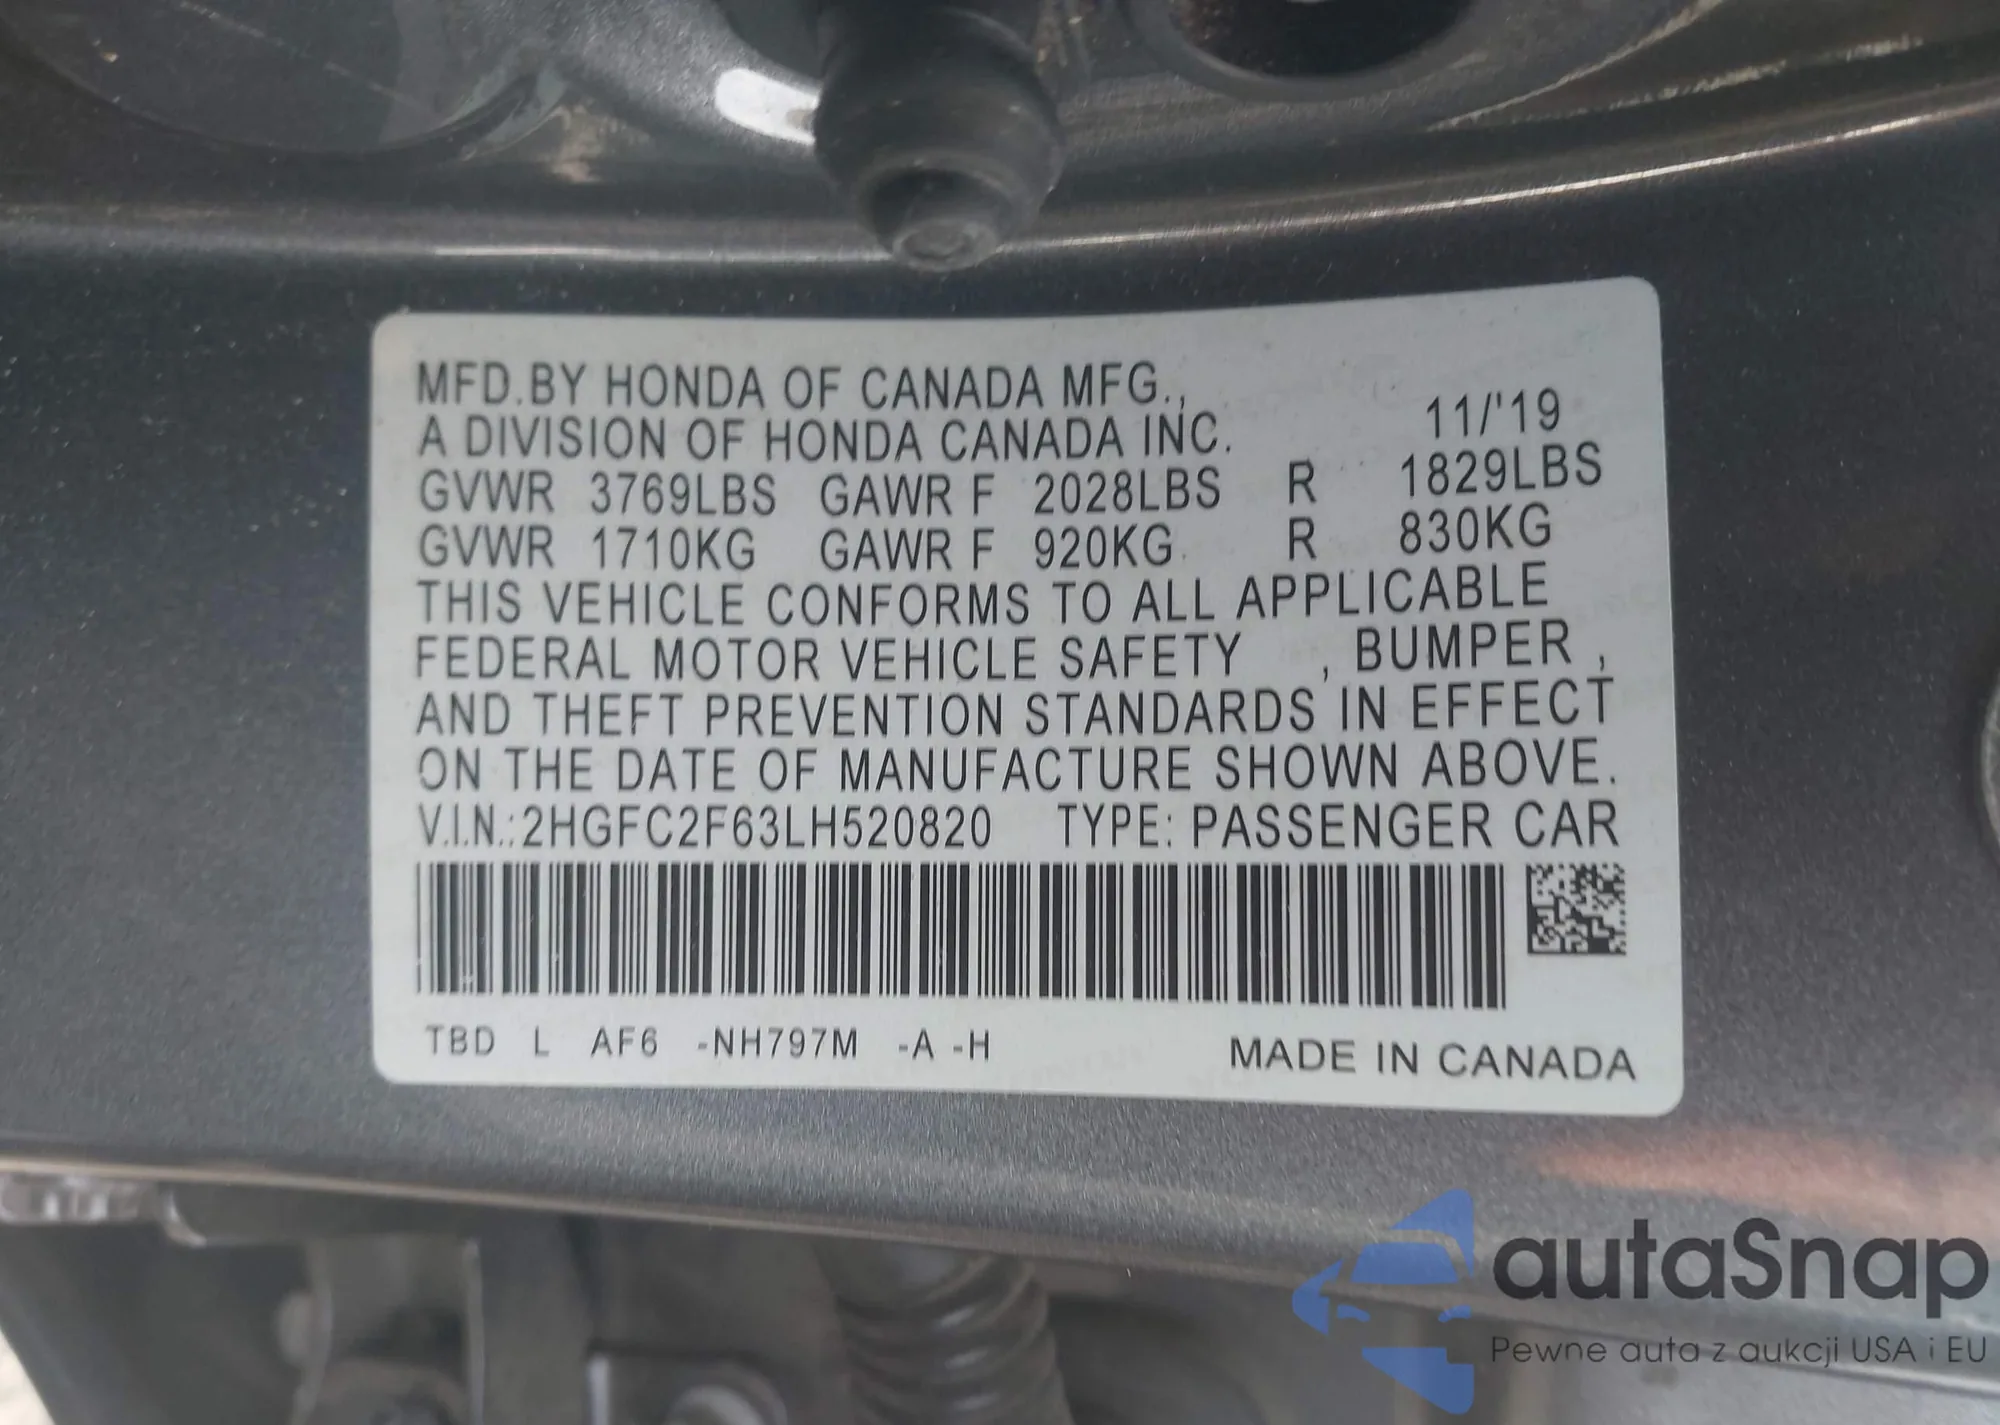 MFD.BY HONDA OF CANADA MFG.,
A DIVISION OF HONDA CANADA INC. 11/'19
GVWR 3769LBS GAWR F 2028LBS R 1829LBS
GVWR 1710KG GAWR F 920KG R 830KG
THIS VEHICLE CONFORMS TO ALL APPLICABLE
FEDERAL MOTOR VEHICLE SAFETY , BUMPER ,
AND THEFT PREVENTION STANDARDS IN EFFECT
ON THE DATE OF MANUFACTURE SHOWN ABOVE.
V.I.N.:2HGFC2F63LH520820 TYPE: PASSENGER CAR
TBD L AF6 -NH797M -A -H MADE IN CANADA
autaSnap
Pewne auta z aukcji USA i EU